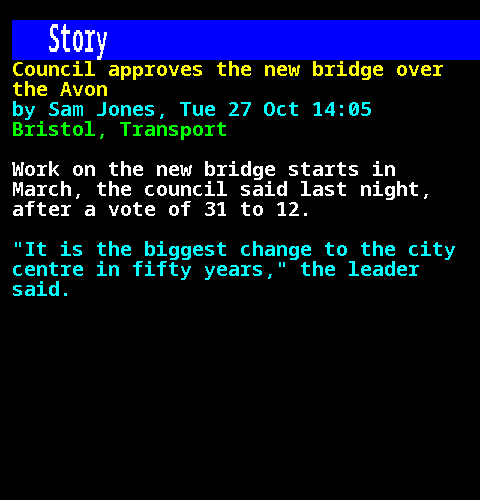 Story
Council approves the new bridge over
the Avon
by Sam Jones, Tue 27 Oct 14:05
Bristol, Transport
Work on the new bridge starts in
March, the council said last night,
after a vote of 31 to 12.
"It is the biggest change to the city
centre in fifty years," the leader
said.